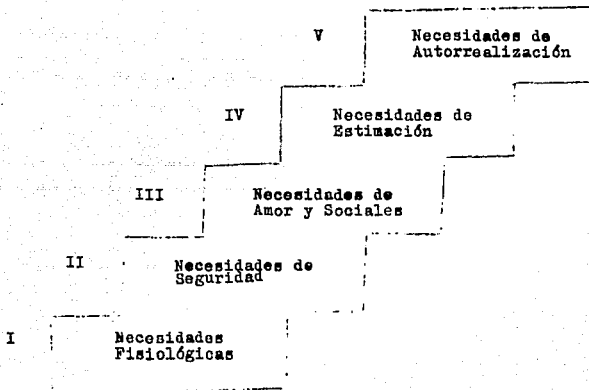 V Necesidades de
Autorrealización
IV Necesidades de
Estimación
III Necesidades de
Amor y Sociales
II Necesidades de
Seguridad
I Necesidades
Fisiológicas